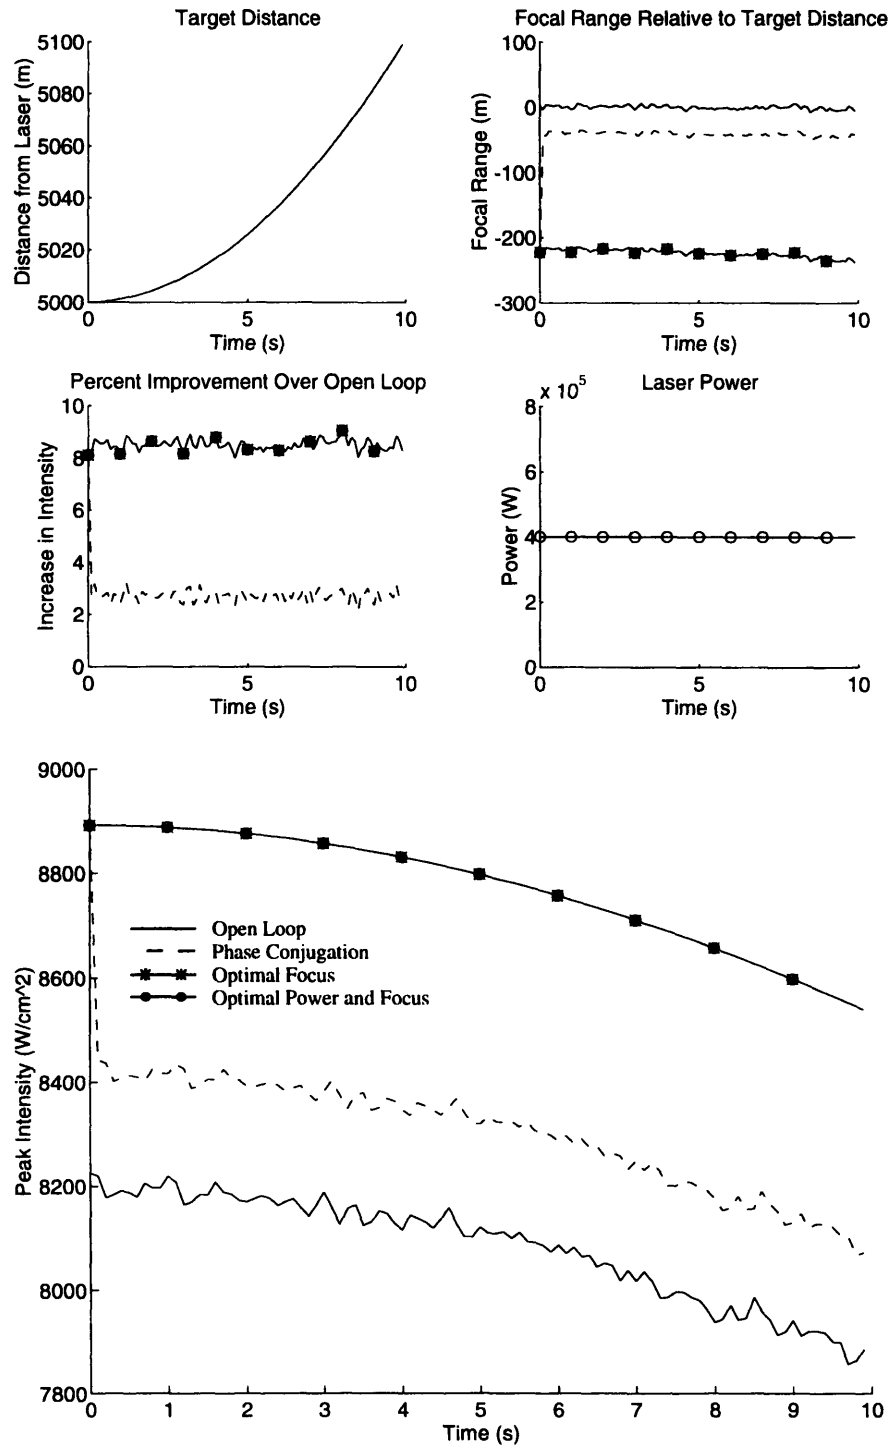 Target Distance
Distance from Laser (m)
5100
5080
5060
5040
5020
5000
0 5 10
Time (s)
Focal Range Relative to Target Distance
Focal Range (m)
100
0
-100
-200
-300
0 5 10
Time (s)
Percent Improvement Over Open Loop
Increase in Intensity
10
8
6
4
2
0
0 5 10
Time (s)
Laser Power
x 10^5
Power (W)
8
6
4
2
0
0 5 10
Time (s)
Peak Intensity (W/cm^2)
9000
8800
8600
8400
8200
8000
7800
Open Loop
Phase Conjugation
Optimal Focus
Optimal Power and Focus
0 1 2 3 4 5 6 7 8 9 10
Time (s)